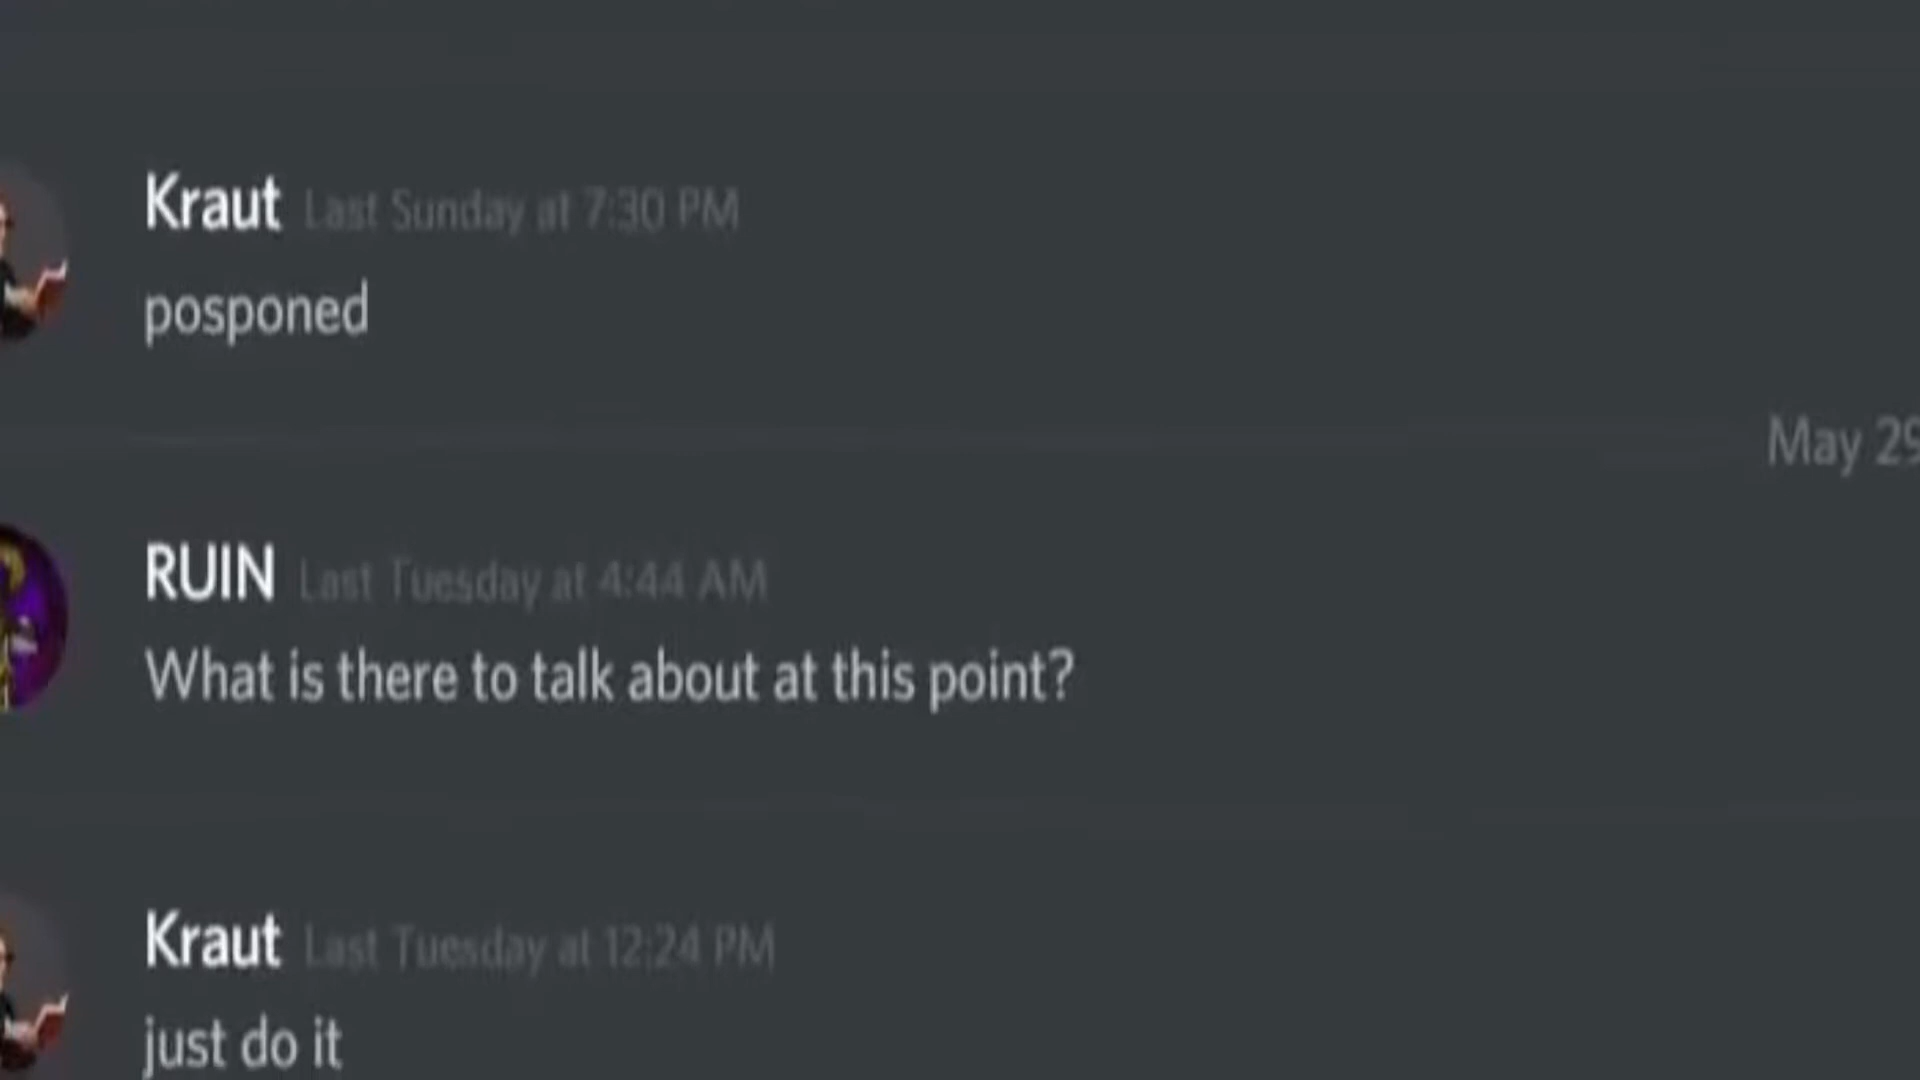 Kraut Last Sunday at 7:30 PM
posponed
May 29
RUIN Last Tuesday at 4:44 AM
What is there to talk about at this point?
Kraut Last Tuesday at 12:24 PM
just do it